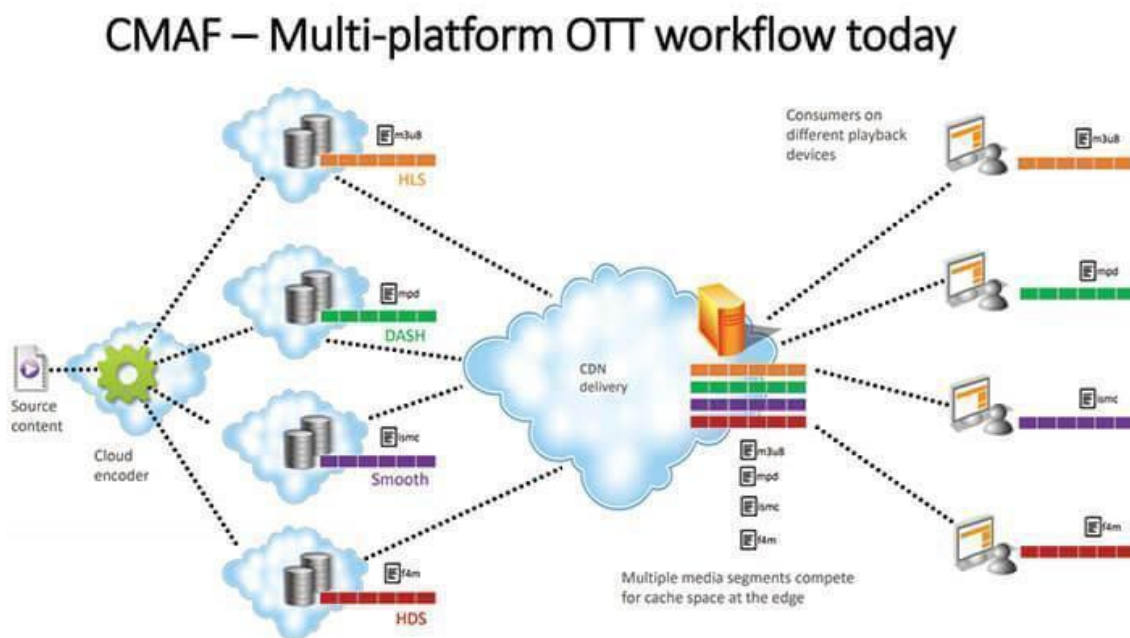 CMAF – Multi-platform OTT workflow today
m3u8
HLS
mpd
DASH
ismc
Smooth
f4m
HDS
Source
content
Cloud
encoder
CDN
delivery
m3u8
mpd
ismc
f4m
Multiple media segments compete
for cache space at the edge
Consumers on
different playback
devices
m3u8
mpd
ismc
f4m